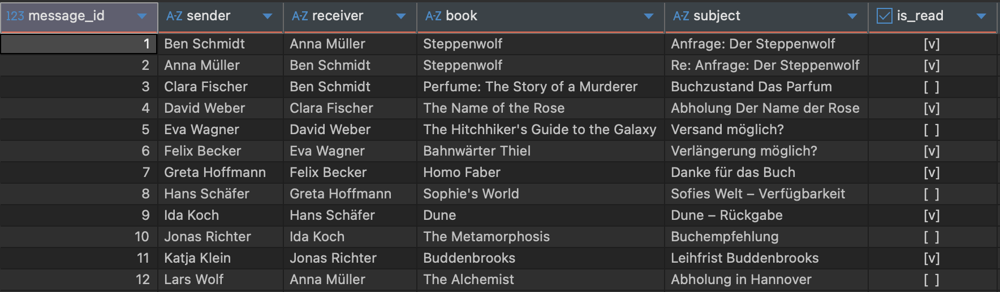 123 message_id A-Z sender A-Z receiver A-Z book A-Z subject is_read
1 Ben Schmidt Anna Müller Steppenwolf Anfrage: Der Steppenwolf [v]
2 Anna Müller Ben Schmidt Steppenwolf Re: Anfrage: Der Steppenwolf [v]
3 Clara Fischer Ben Schmidt Perfume: The Story of a Murderer Buchzustand Das Parfum [ ]
4 David Weber Clara Fischer The Name of the Rose Abholung Der Name der Rose [v]
5 Eva Wagner David Weber The Hitchhiker's Guide to the Galaxy Versand möglich? [ ]
6 Felix Becker Eva Wagner Bahnwärter Thiel Verlängerung möglich? [v]
7 Greta Hoffmann Felix Becker Homo Faber Danke für das Buch [v]
8 Hans Schäfer Greta Hoffmann Sophie's World Sofies Welt – Verfügbarkeit [ ]
9 Ida Koch Hans Schäfer Dune Dune – Rückgabe [v]
10 Jonas Richter Ida Koch The Metamorphosis Buchempfehlung [ ]
11 Katja Klein Jonas Richter Buddenbrooks Leihfrist Buddenbrooks [v]
12 Lars Wolf Anna Müller The Alchemist Abholung in Hannover [ ]